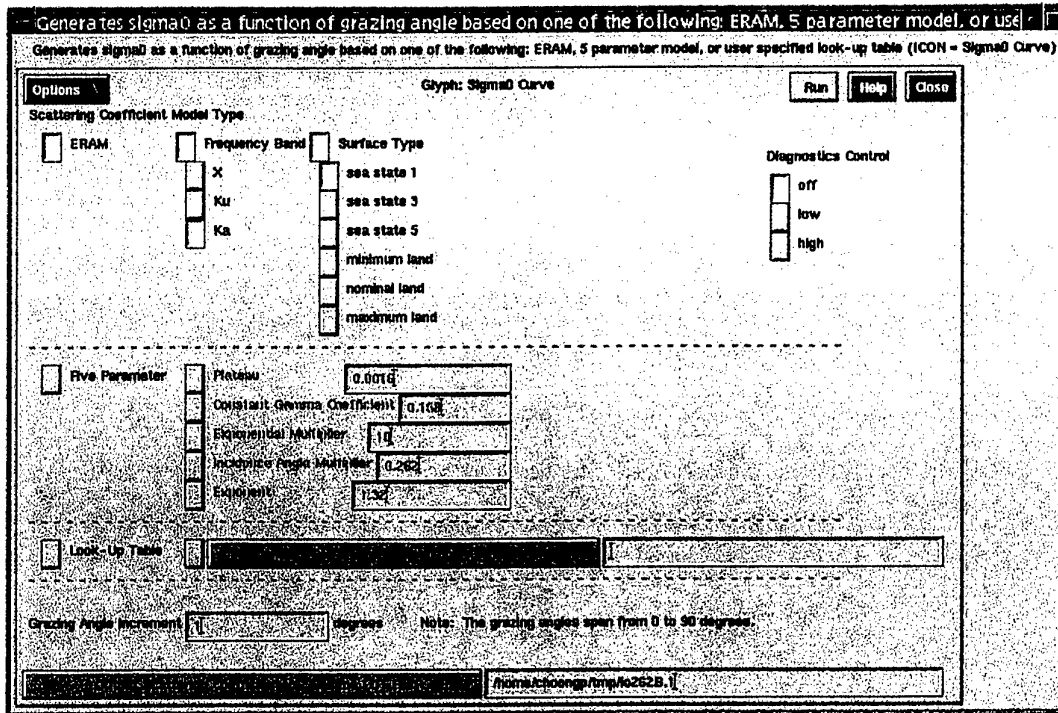 Generates sigma0 as a function of grazing angle based on one of the following: ERAM, 5 parameter model, or use
Generates sigma0 as a function of grazing angle based on one of the following: ERAM, 5 parameter model, or user specified look-up table (ICON = Sigma0 Curve)
Options Glyph: Sigma0 Curve Run Help Close
Scattering Coefficient Model Type
ERAM Frequency Band Surface Type
Diagnostics Control
X sea state 1
off
Ku sea state 3
low
Ka sea state 5
high
minimum land
nominal land
maximum land
Five Parameter Plateau 0.0016
Constant Gamma Coefficient 0.168
Exponential Multiplier 10
Incidence Angle Multiplier 0.262
Exponent 1.32
Look-Up Table
Grazing Angle Increment 1 degrees Note: The grazing angles span from 0 to 90 degrees.